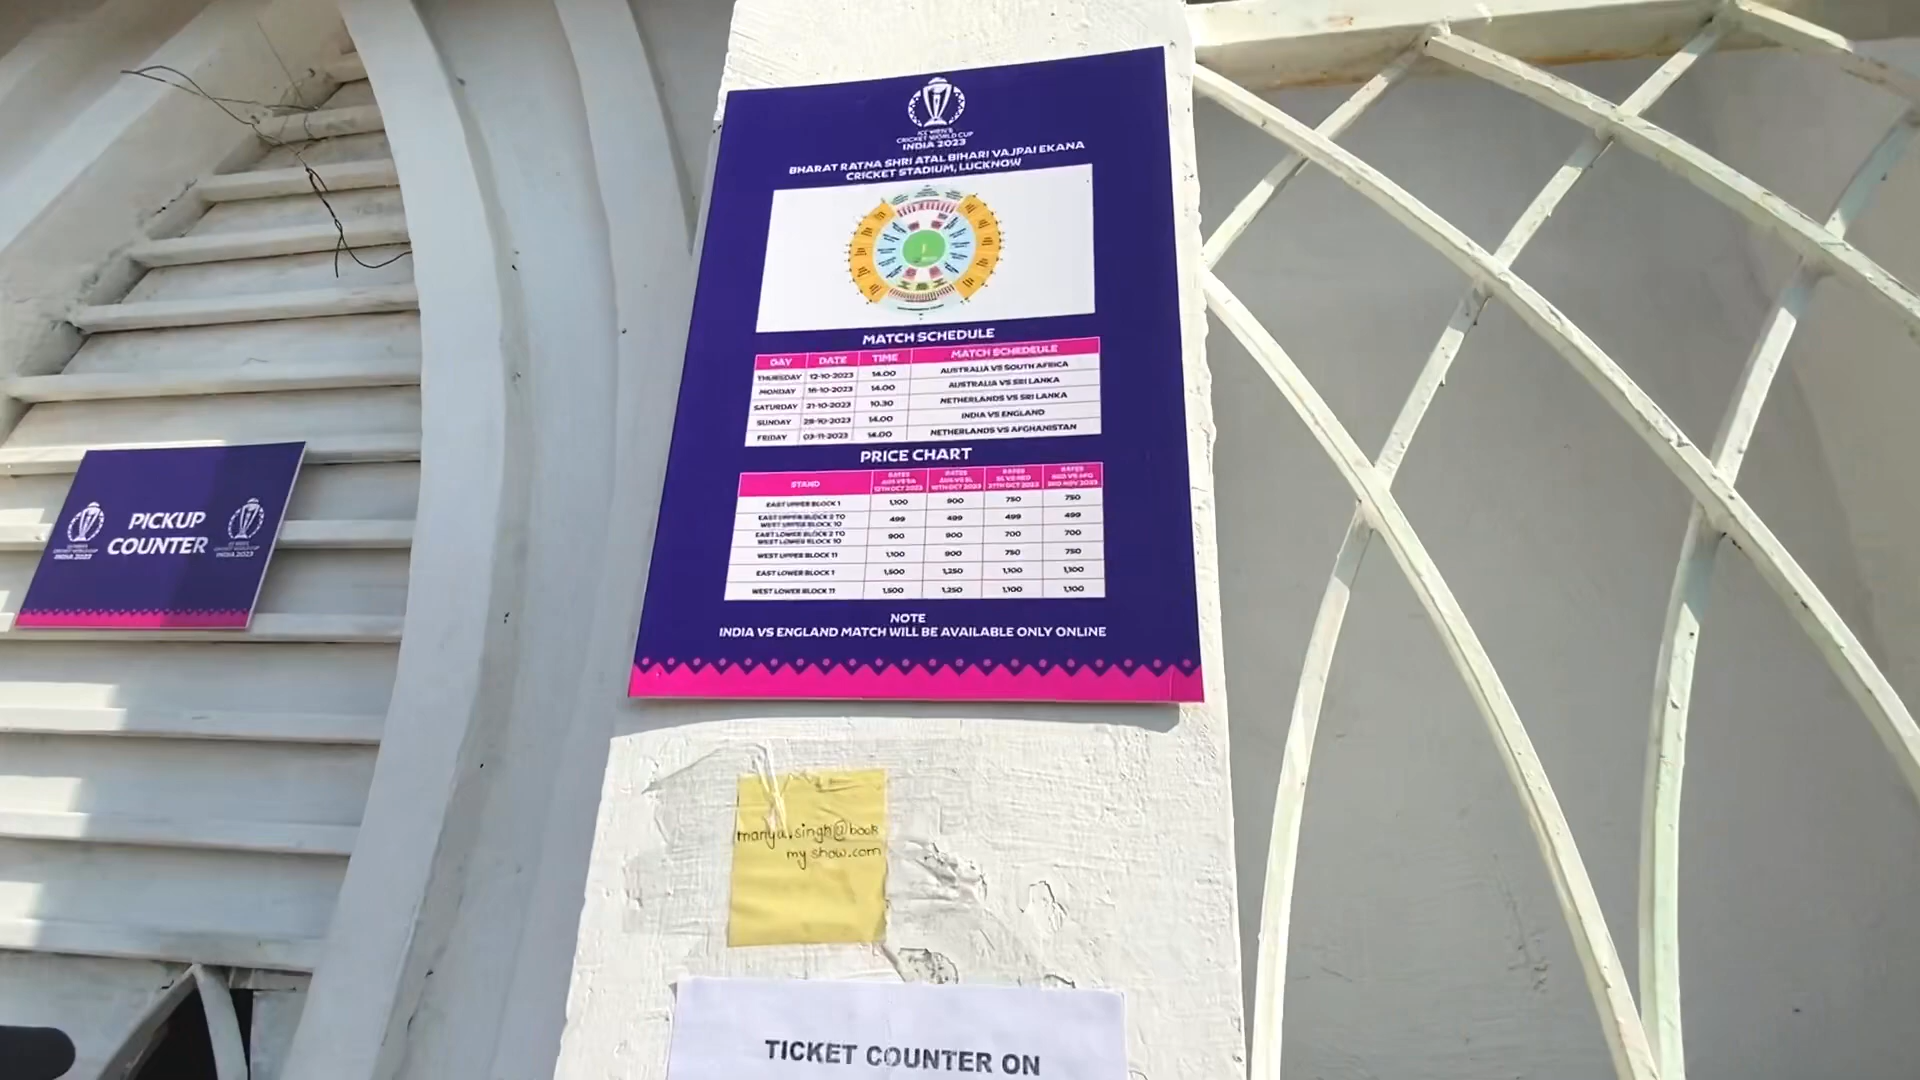 ICC MEN'S
CRICKET WORLD CUP
INDIA 2023
BHARAT RATNA SHRI ATAL BIHARI VAJPAI EKANA
CRICKET STADIUM, LUCKNOW
MATCH SCHEDULE
DAY DATE TIME MATCH SCHEDEULE
THURSDAY 12-10-2023 14.00 AUSTRALIA VS SOUTH AFRICA
MONDAY 16-10-2023 14.00 AUSTRALIA VS SRI LANKA
SATURDAY 21-10-2023 10.30 NETHERLANDS VS SRI LANKA
SUNDAY 29-10-2023 14.00 INDIA VS ENGLAND
FRIDAY 03-11-2023 14.00 NETHERLANDS VS AFGHANISTAN
PRICE CHART
STAND RATES RATES RATES RATES
EAST UPPER BLOCK 1 1,100 900 750 750
EAST UPPER BLOCK 2 TO
WEST UPPER BLOCK 10 499 499 499 499
EAST LOWER BLOCK 2 TO
WEST LOWER BLOCK 10 900 900 700 700
WEST UPPER BLOCK 11 1,100 900 750 750
EAST LOWER BLOCK 1 1,500 1,250 1,100 1,100
WEST LOWER BLOCK 11 1,500 1,250 1,100 1,100
NOTE
INDIA VS ENGLAND MATCH WILL BE AVAILABLE ONLY ONLINE
PICKUP
COUNTER
ICC MEN'S
CRICKET WORLD CUP
INDIA 2023
ICC MEN'S
CRICKET WORLD CUP
INDIA 2023
manya.singh@book
my show.com
TICKET COUNTER ON